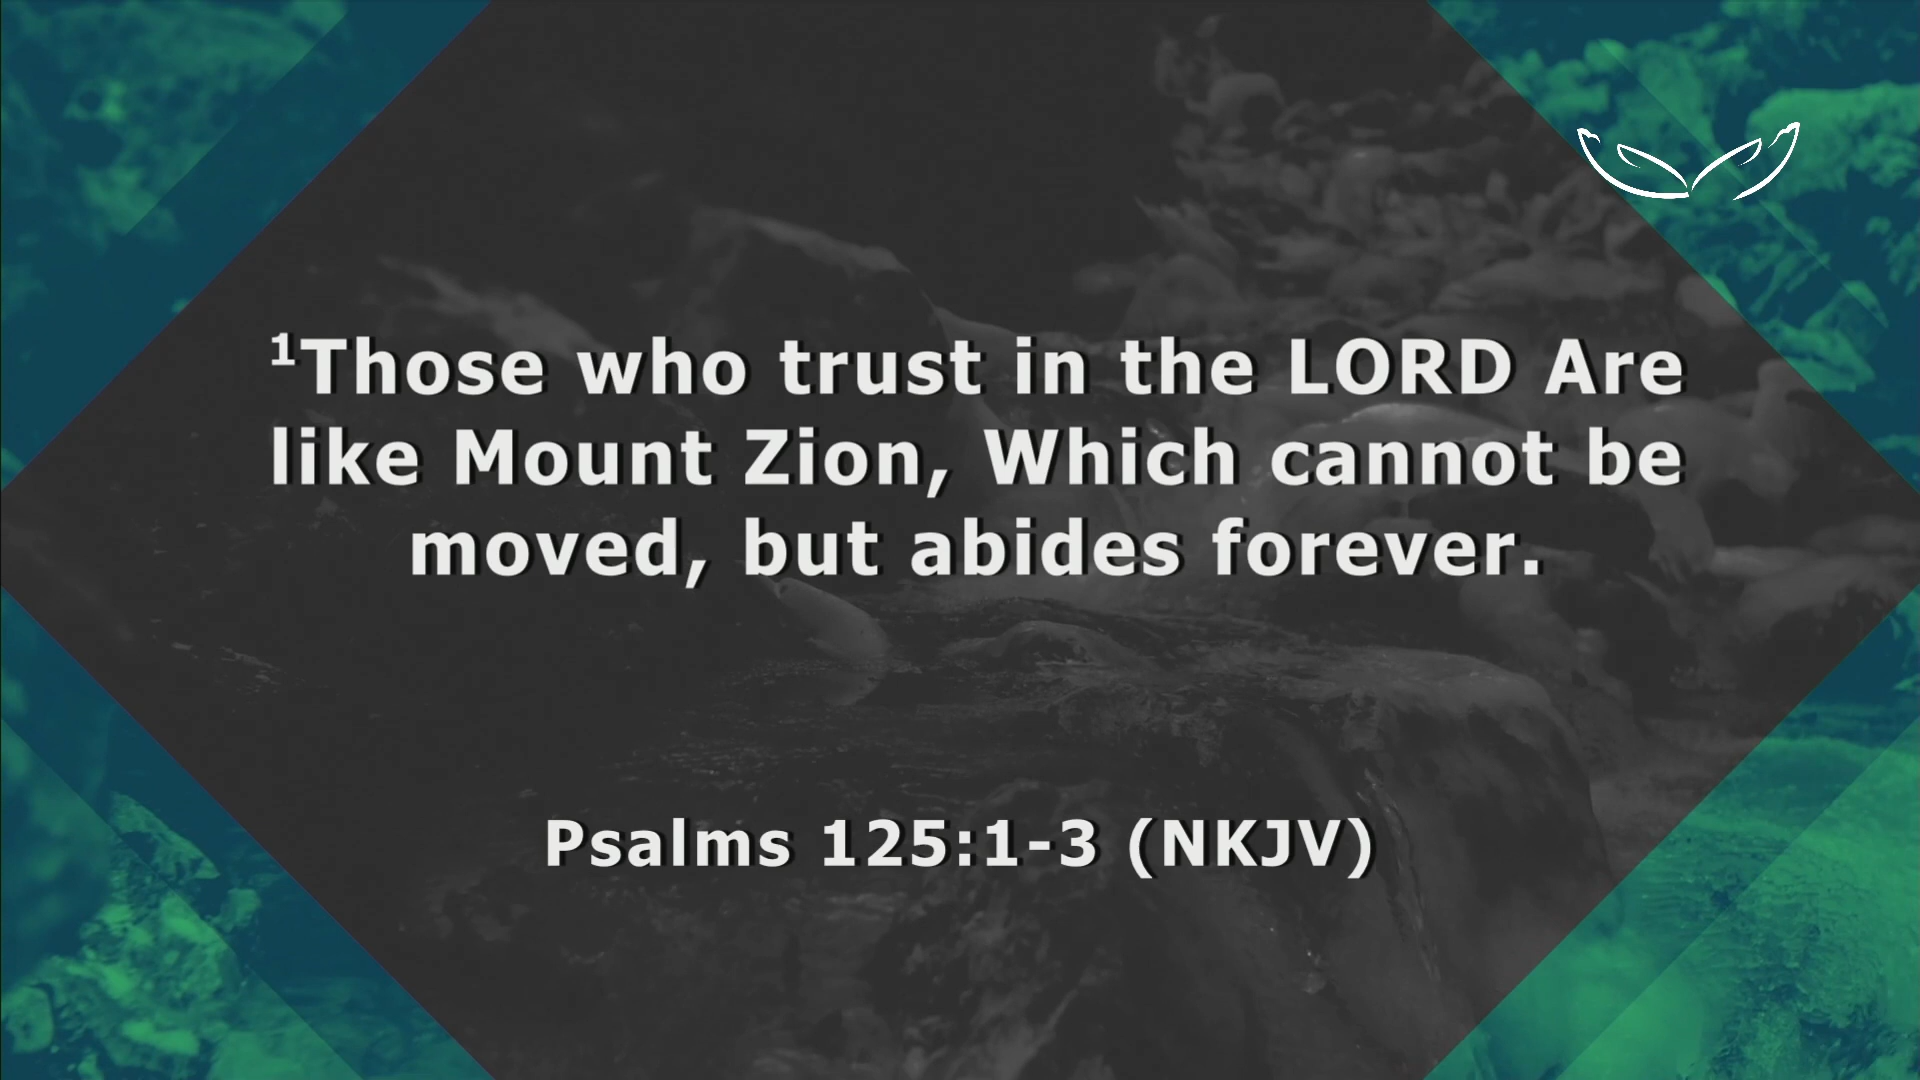 ¹Those who trust in the LORD Are
like Mount Zion, Which cannot be
moved, but abides forever.
Psalms 125:1-3 (NKJV)